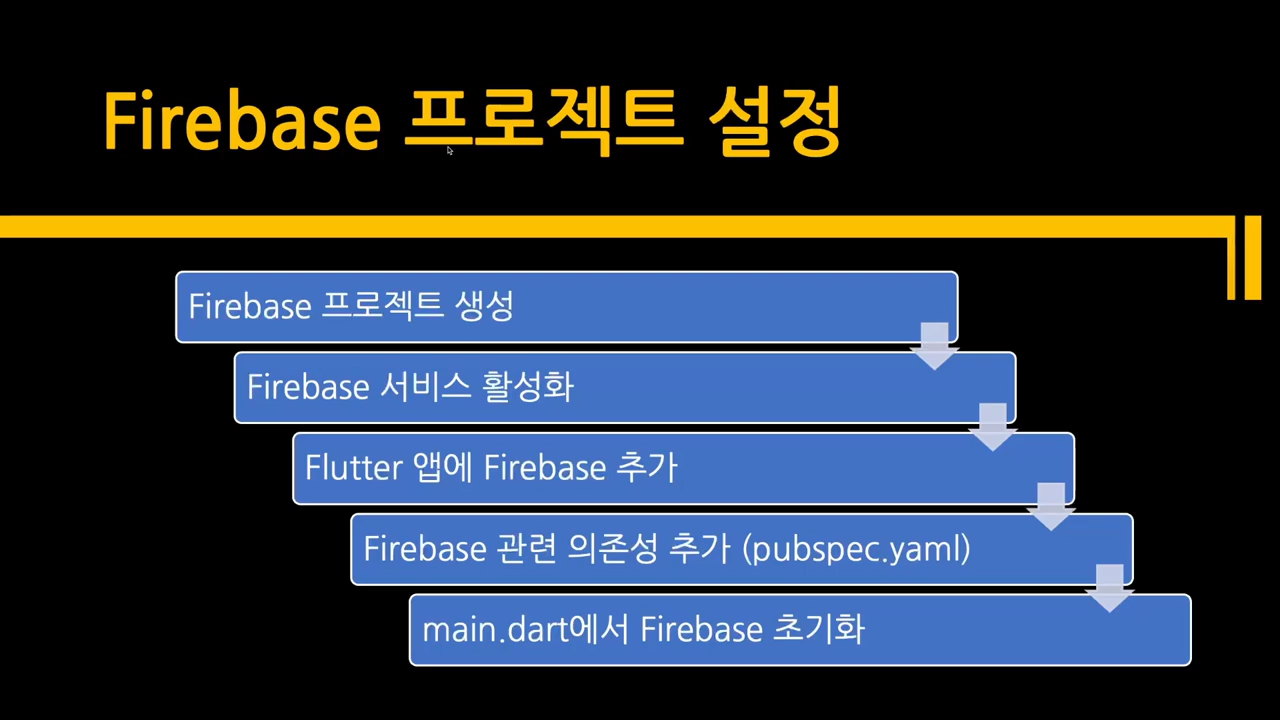 Firebase 프로젝트 설정
Firebase 프로젝트 생성
Firebase 서비스 활성화
Flutter 앱에 Firebase 추가
Firebase 관련 의존성 추가 (pubspec.yaml)
main.dart에서 Firebase 초기화